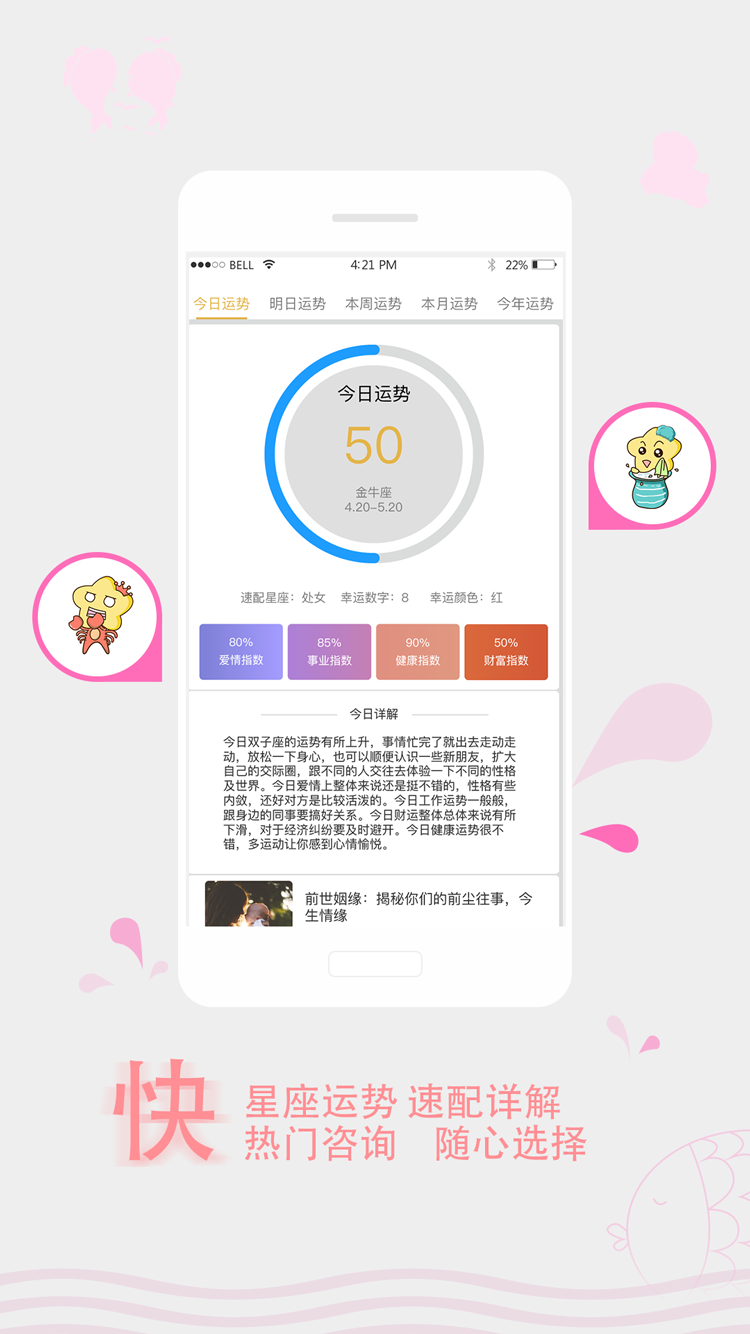 BELL 4:21 PM 22%
今日运势 明日运势 本周运势 本月运势 今年运势
今日运势
50
金牛座
4.20-5.20
速配星座：处女 幸运数字：8 幸运颜色：红
80% 85% 90% 50%
爱情指数 事业指数 健康指数 财富指数
今日详解
今日双子座的运势有所上升，事情忙完了就出去走动走
动，放松一下身心，也可以顺便认识一些新朋友，扩大
自己的交际圈，跟不同的人交往去体验一下不同的性格
及世界。今日爱情上整体来说还是挺不错的，性格有些
内敛，还好对方是比较活泼的。今日工作运势一般般，
跟身边的同事要搞好关系。今日财运整体总体来说有所
下滑，对于经济纠纷要及时避开。今日健康运势很不
错，多运动让你感到心情愉悦。
前世姻缘：揭秘你们的前尘往事，今
生情缘
快
星座运势 速配详解
热门咨询 随心选择